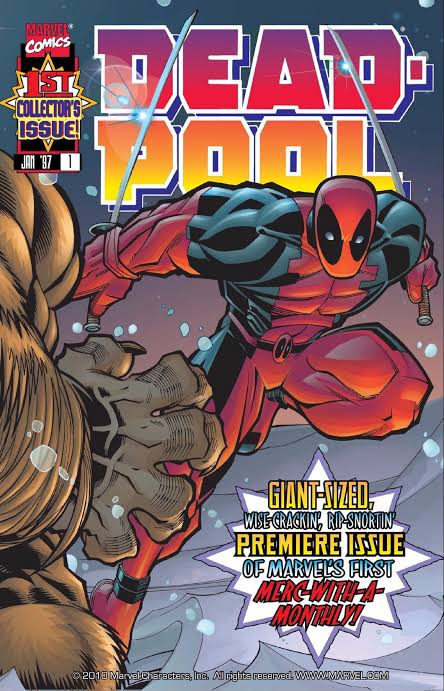 MARVEL
COMICS
1ST
COLLECTOR'S
ISSUE!
JAN '97 1
DEAD-
POOL
GIANT-SIZED,
WISE-CRACKIN', RIP-SNORTIN'
PREMIERE ISSUE
OF MARVEL'S FIRST
MERC-WITH-A-
MONTHLY!
© 2010 Marvel Characters, Inc. All rights reserved. WWW.MARVEL.COM